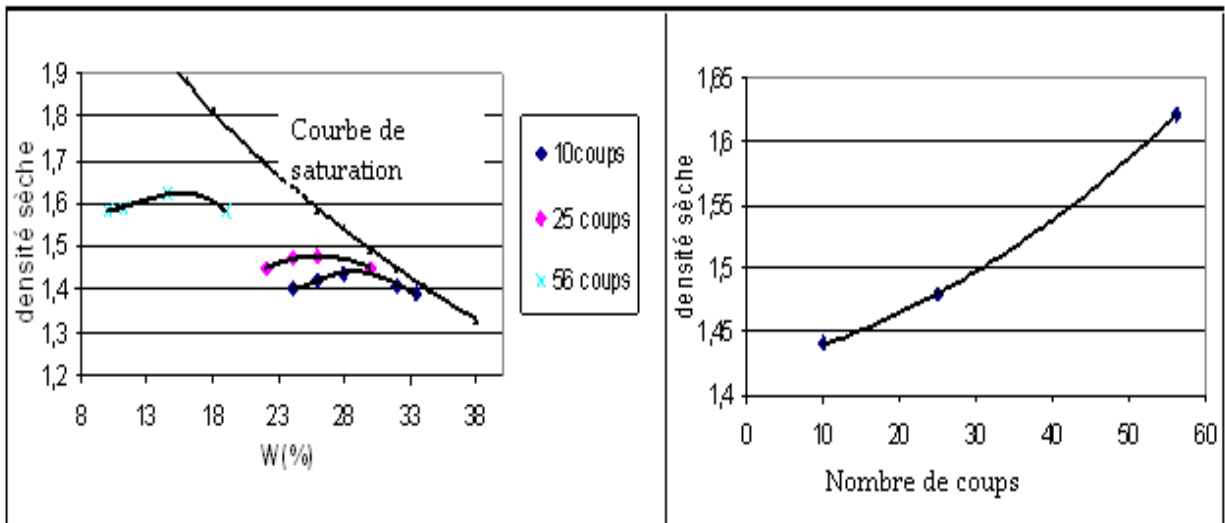 1,9
1,8
1,7
1,6
1,5
1,4
1,3
1,2
densité sèche
8 13 18 23 28 33 38
W(%)
Courbe de
saturation
10coups
25 coups
56 coups
1,65
1,6
1,55
1,5
1,45
1,4
densité sèche
0 10 20 30 40 50 60
Nombre de coups